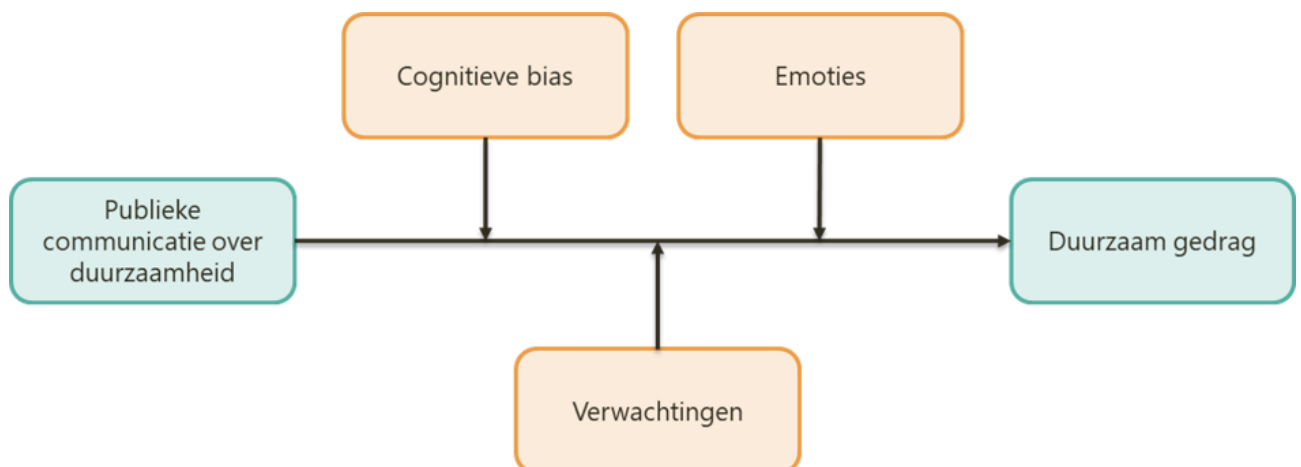 Cognitieve bias
Emoties
Publieke
communicatie over
duurzaamheid
Duurzaam gedrag
Verwachtingen